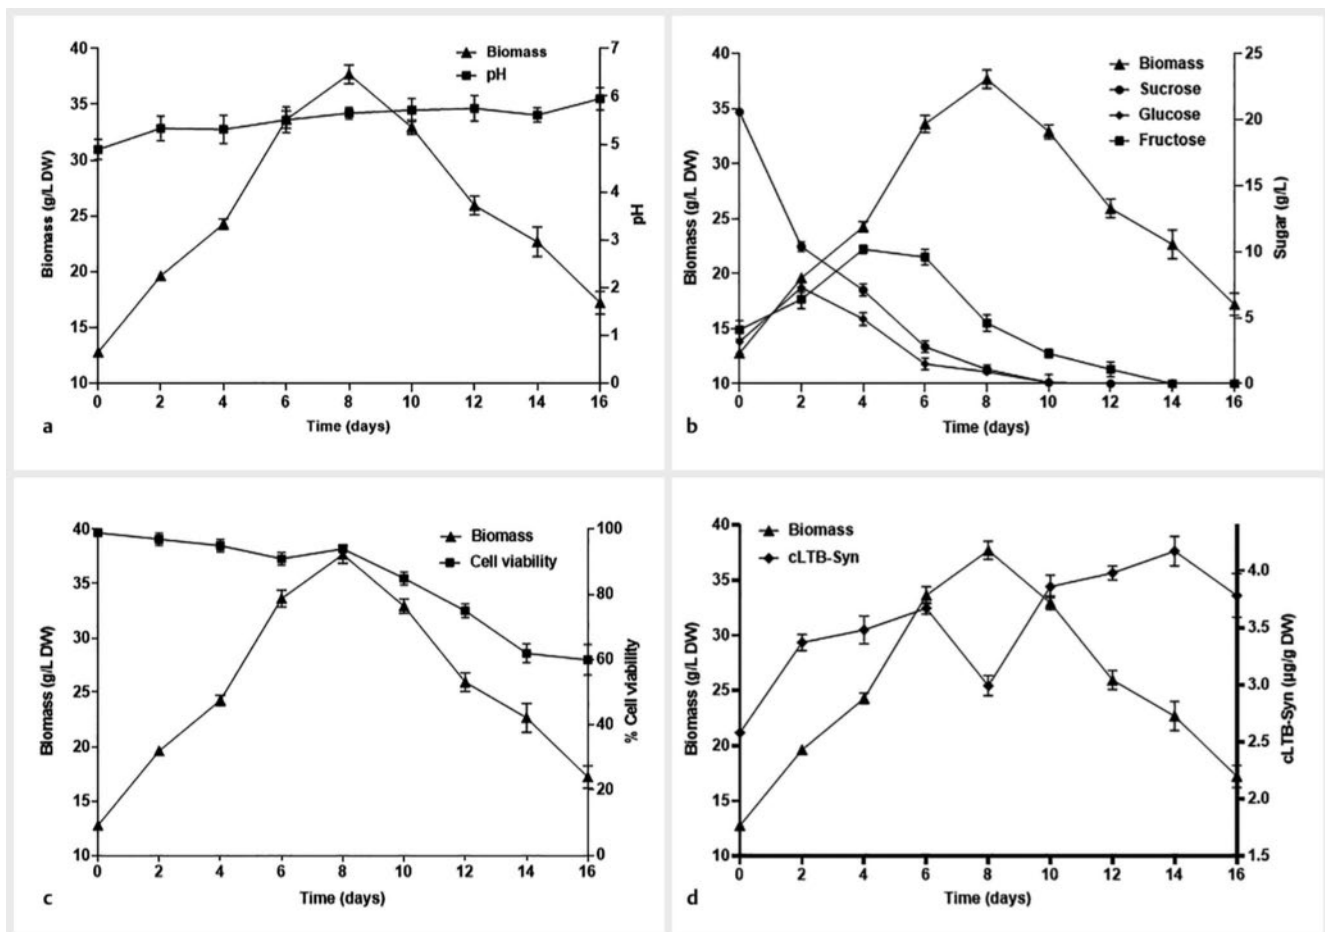 Biomass
pH
40
35
30
25
20
15
10
7
6
5
4
3
2
1
0
Biomass (g/L DW)
pH
0 2 4 6 8 10 12 14 16
Time (days)
a
Biomass
Sucrose
Glucose
Fructose
40
35
30
25
20
15
10
25
20
15
10
5
0
Biomass (g/L DW)
Sugar (g/L)
0 2 4 6 8 10 12 14 16
Time (days)
b
Biomass
Cell viability
40
35
30
25
20
15
10
100
80
60
40
20
0
Biomass (g/L DW)
% Cell viability
0 2 4 6 8 10 12 14 16
Time (days)
c
Biomass
cLTB-Syn
40
35
30
25
20
15
10
4.0
3.5
3.0
2.5
2.0
1.5
Biomass (g/L DW)
cLTB-Syn (µg/g DW)
0 2 4 6 8 10 12 14 16
Time (days)
d